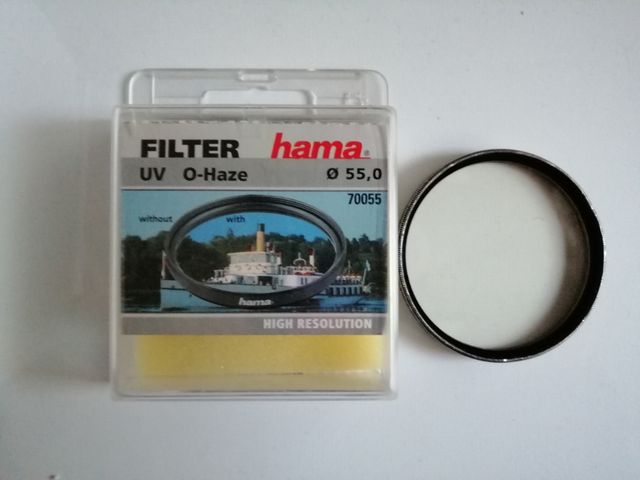 FILTER hama®
UV O-Haze Ø 55,0
70055
without with
hama
HIGH RESOLUTION